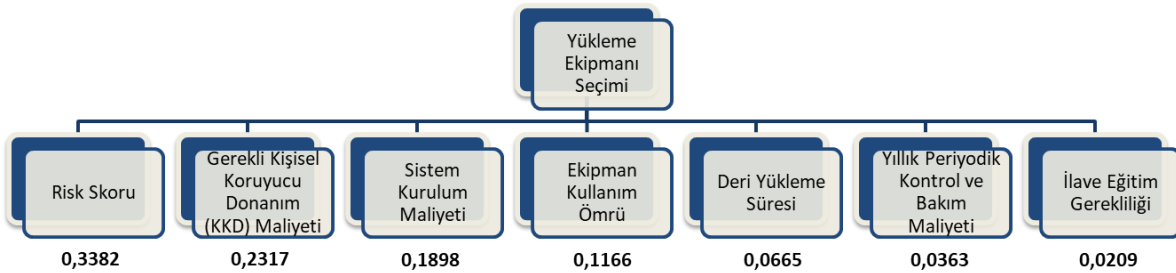 Yükleme
Ekipmanı
Seçimi
Risk Skoru
Gerekli Kişisel
Koruyucu
Donanım
(KKD) Maliyeti
Sistem
Kurulum
Maliyeti
Ekipman
Kullanım
Ömrü
Deri Yükleme
Süresi
Yıllık Periyodik
Kontrol ve
Bakım
Maliyeti
İlave Eğitim
Gerekliliği
0,3382
0,2317
0,1898
0,1166
0,0665
0,0363
0,0209